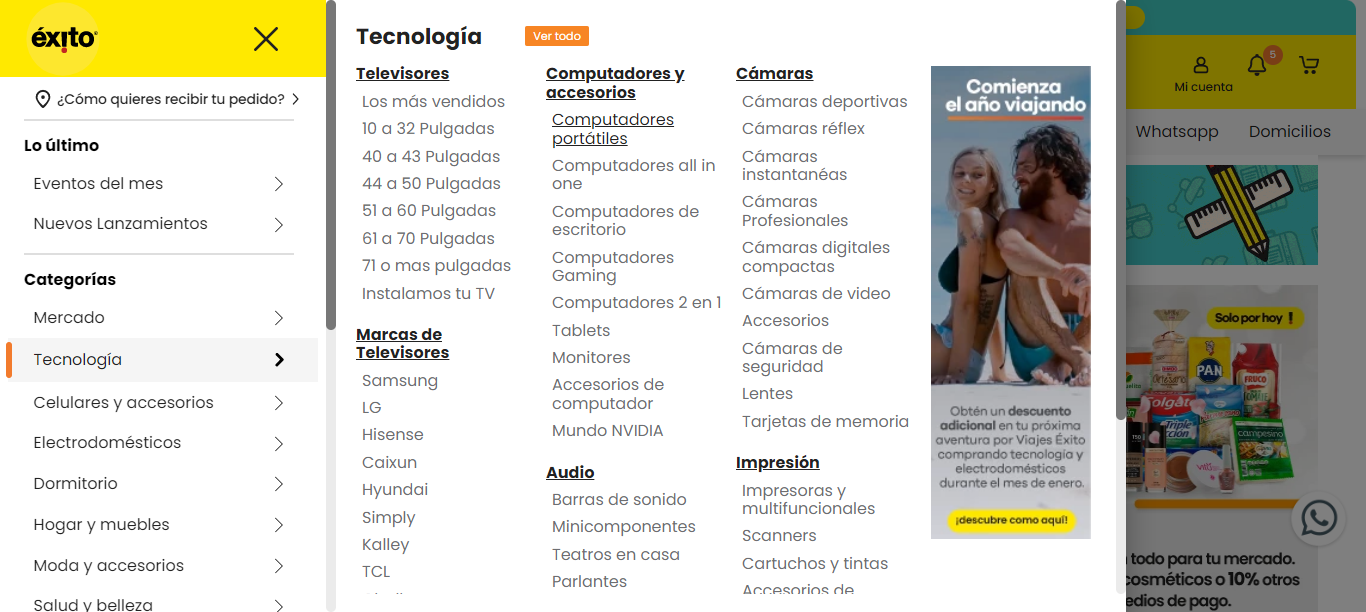 éxito
¿Cómo quieres recibir tu pedido?
Lo último
Eventos del mes
Nuevos Lanzamientos
Categorías
Mercado
Tecnología
Celulares y accesorios
Electrodomésticos
Dormitorio
Hogar y muebles
Moda y accesorios
Salud y belleza
Tecnología
Ver todo
Televisores
Los más vendidos
10 a 32 Pulgadas
40 a 43 Pulgadas
44 a 50 Pulgadas
51 a 60 Pulgadas
61 a 70 Pulgadas
71 o mas pulgadas
Instalamos tu TV
Marcas de
Televisores
Samsung
LG
Hisense
Caixun
Hyundai
Simply
Kalley
TCL
Computadores y
accesorios
Computadores
portátiles
Computadores all in
one
Computadores de
escritorio
Computadores
Gaming
Computadores 2 en 1
Tablets
Monitores
Accesorios de
computador
Mundo NVIDIA
Audio
Barras de sonido
Minicomponentes
Teatros en casa
Parlantes
Cámaras
Cámaras deportivas
Cámaras réflex
Cámaras
instantanéas
Cámaras
Profesionales
Cámaras digitales
compactas
Cámaras de video
Accesorios
Cámaras de
seguridad
Lentes
Tarjetas de memoria
Impresión
Impresoras y
multifuncionales
Scanners
Cartuchos y tintas
Accesorios de
Comienza
el año viajando
Obtén un descuento
adicional en tu próxima
aventura por Viajes Éxito
comprando tecnología y
electrodomésticos
durante el mes de enero.
¡descubre como aquí!
Mi cuenta
5
Whatsapp
Domicilios
Solo por hoy !
PAN
FRUCO
Colgate
Triple
campesino
150
vitú
todo para tu mercado.
cosméticos o 10% otros
edios de pago.